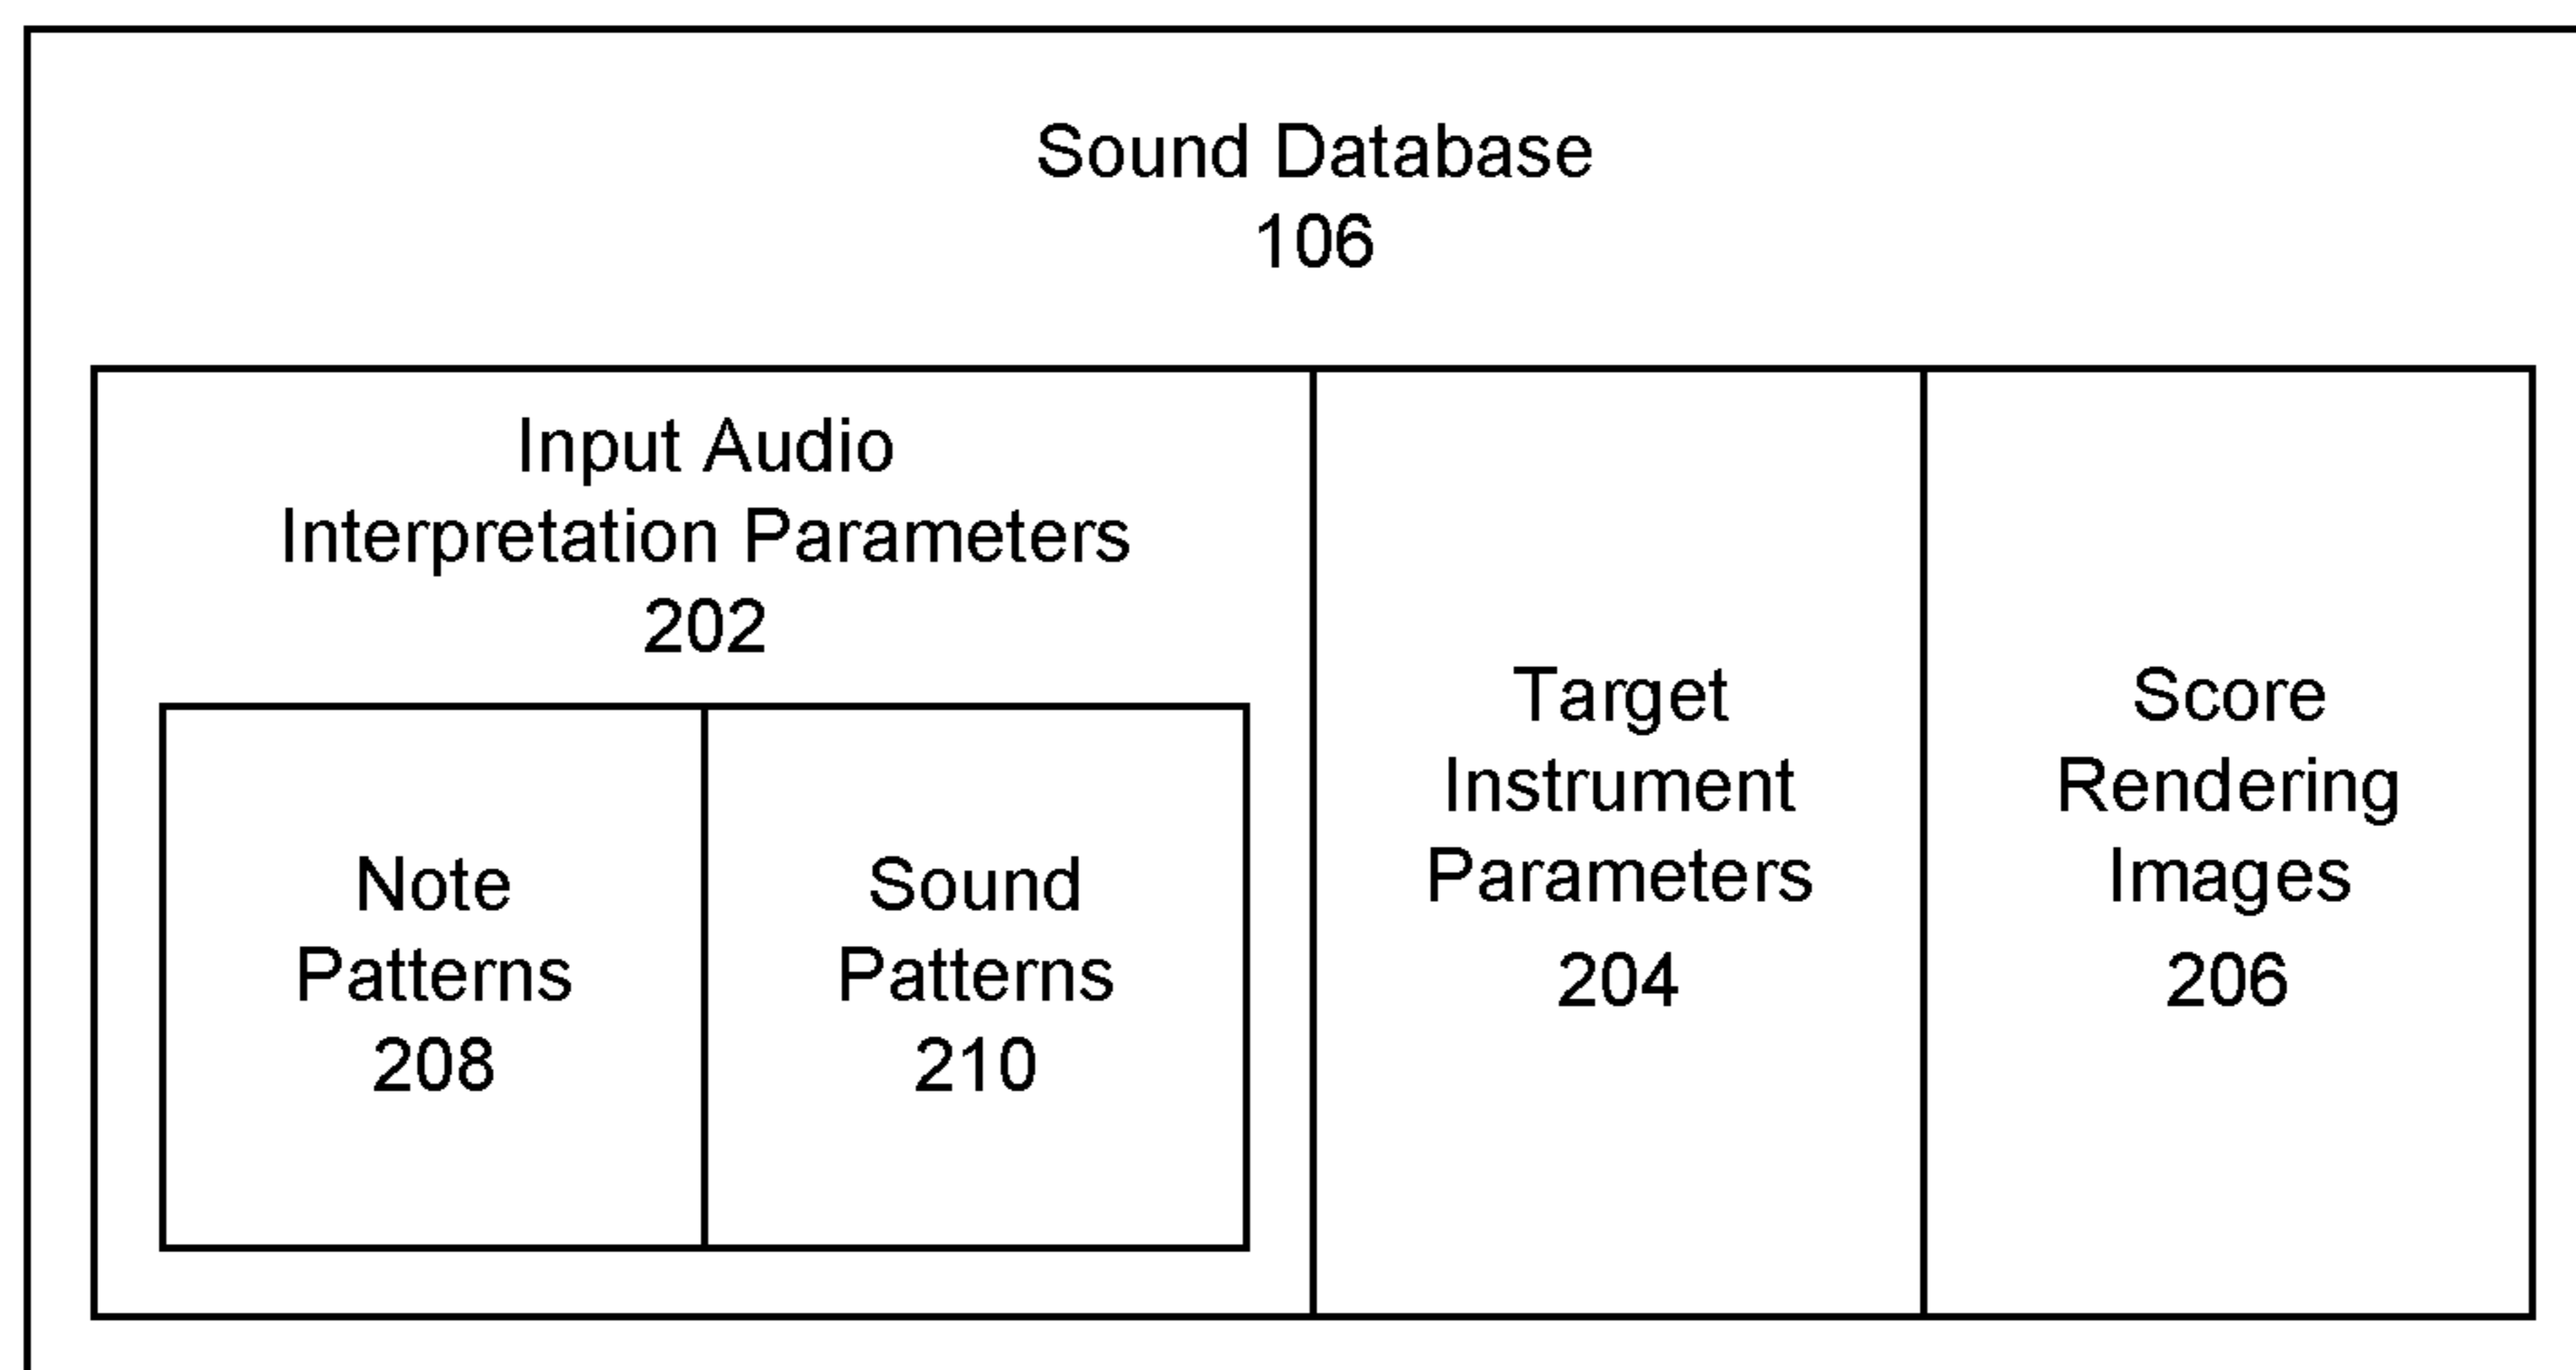 Sound Database
106
Input Audio
Interpretation Parameters
202
Note
Patterns
208
Sound
Patterns
210
Target
Instrument
Parameters
204
Score
Rendering
Images
206